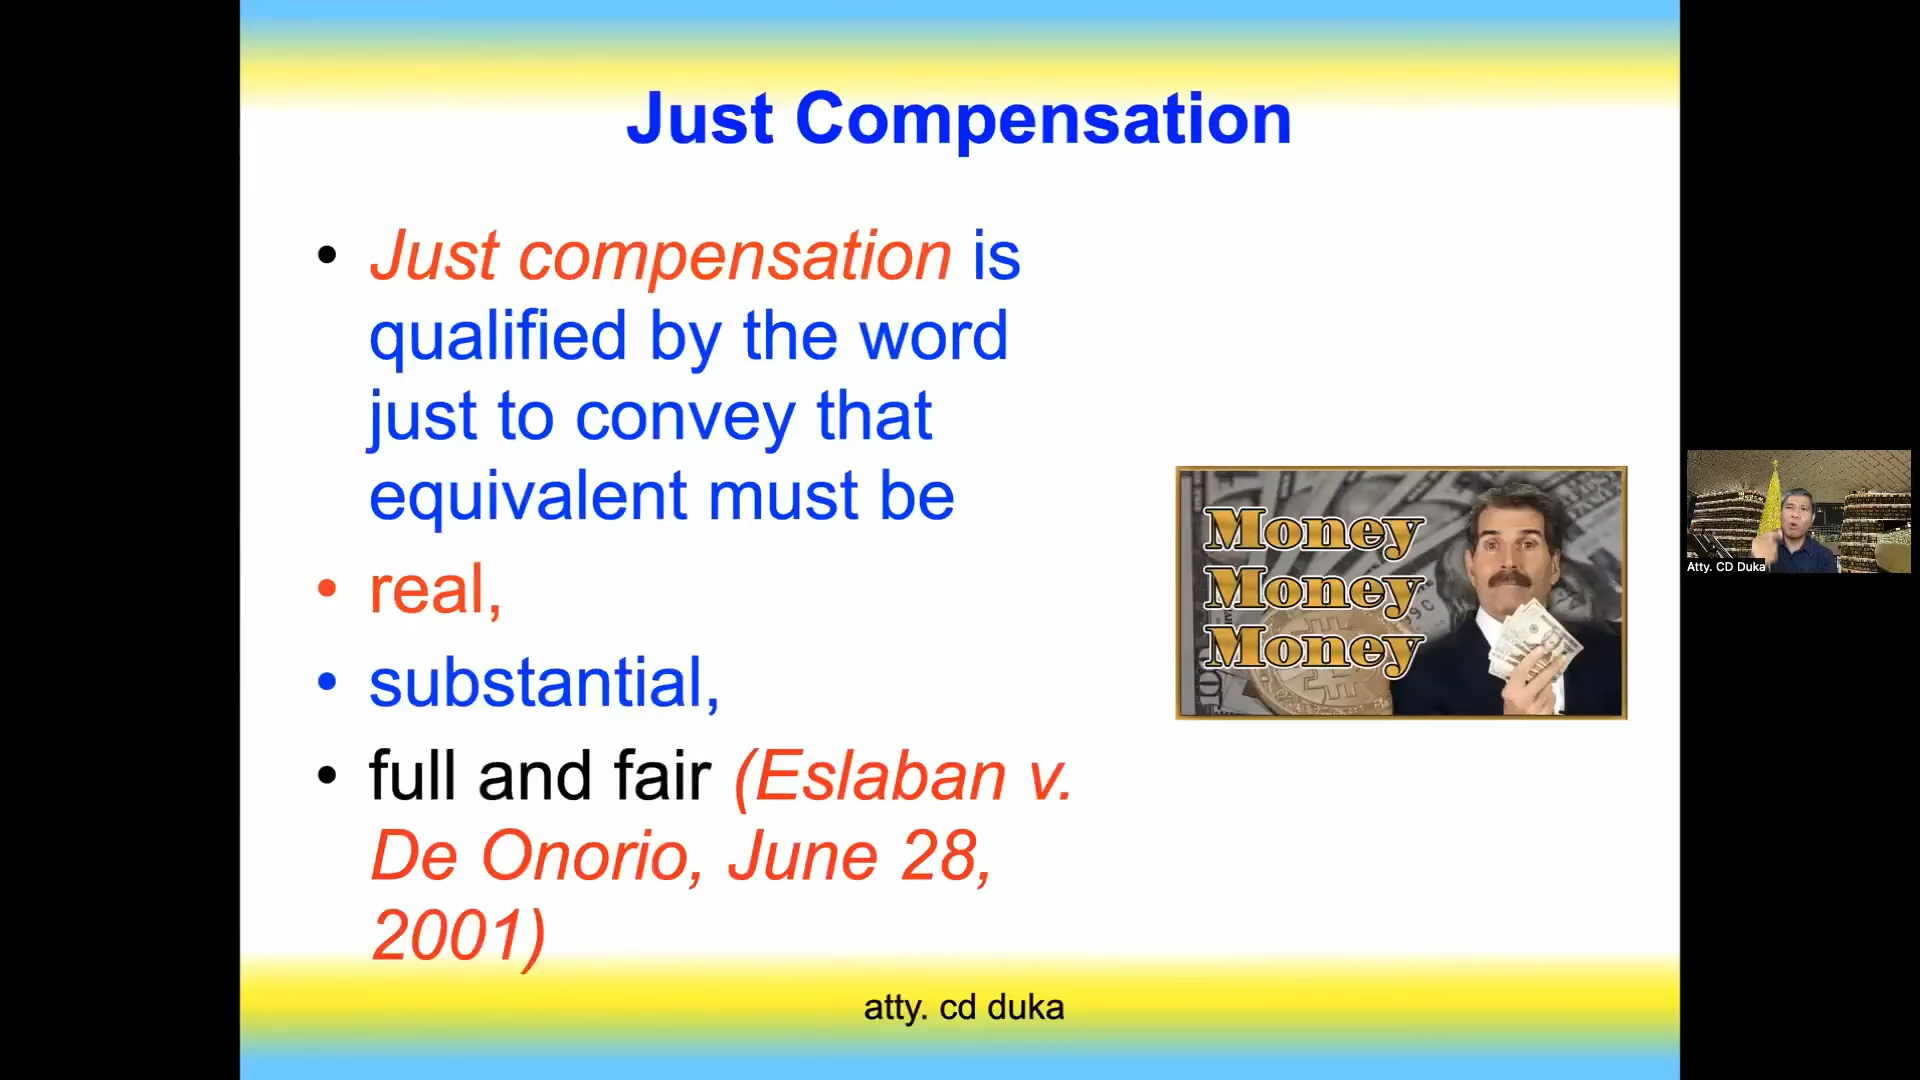 Just Compensation
• Just compensation is
qualified by the word
just to convey that
equivalent must be
• real,
• substantial,
• full and fair (Eslaban v.
De Onorio, June 28,
2001)
Money
Money
Money
Atty. CD Duka
atty. cd duka